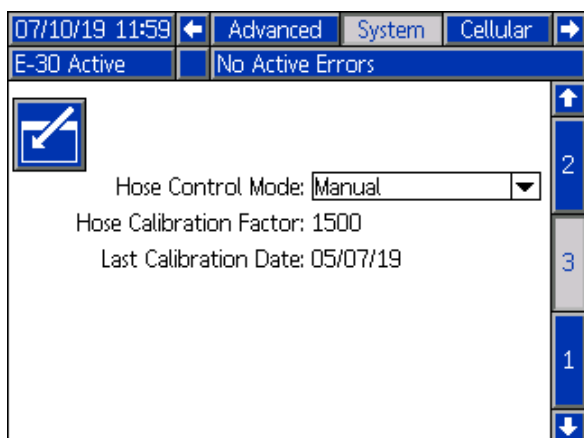 07/10/19 11:59 Advanced System Cellular
E-30 Active No Active Errors
2
Hose Control Mode: Manual
Hose Calibration Factor: 1500
Last Calibration Date: 05/07/19
3
1